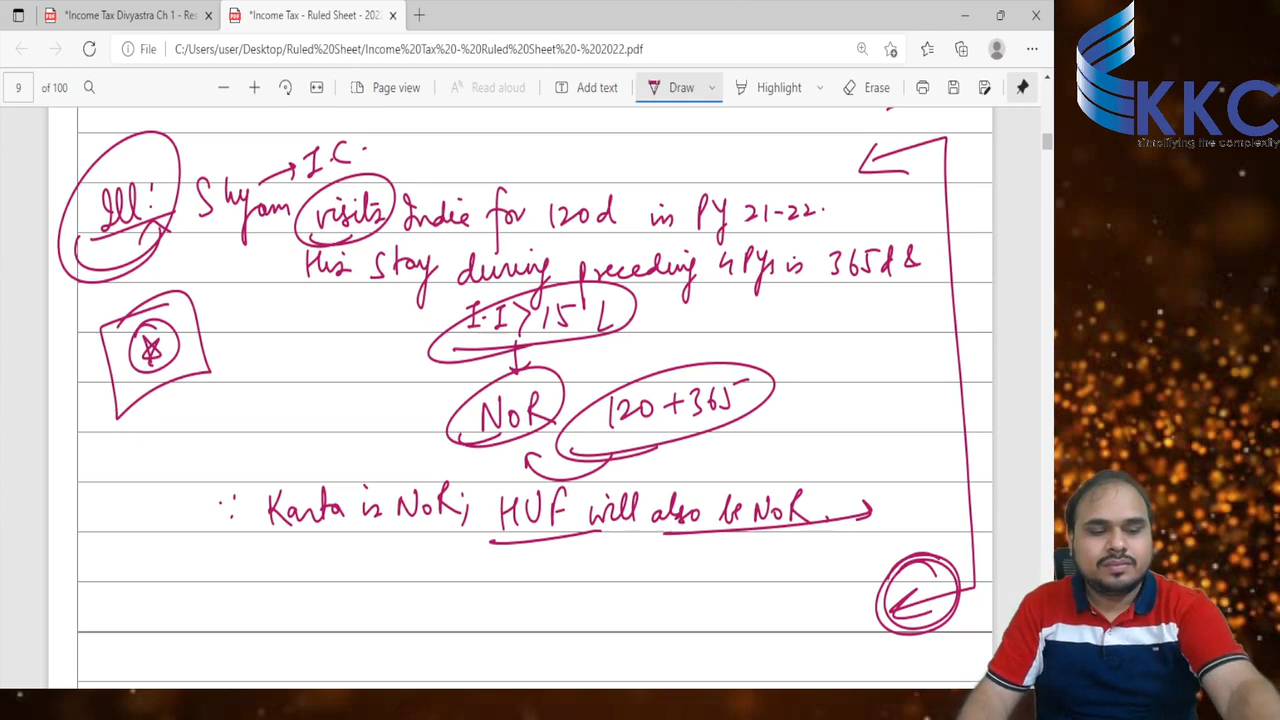 *Income Tax Divyastra Ch 1 - Res
*Income Tax - Ruled Sheet - 202
File C:/Users/user/Desktop/Ruled%20Sheet/Income%20Tax%20-%20Ruled%20Sheet%20-%202022.pdf
9 of 100 Page view Read aloud Add text Draw Highlight Erase
KKC
simplifying the complexity
→ I.C.
Ill: Shyam visits India for 120d in PY 21-22.
His stay during preceding 4 PYs is 365d &
I.I > 15 L
NOR 120 + 365
∵ Karta is NOR; HUF will also be NOR.